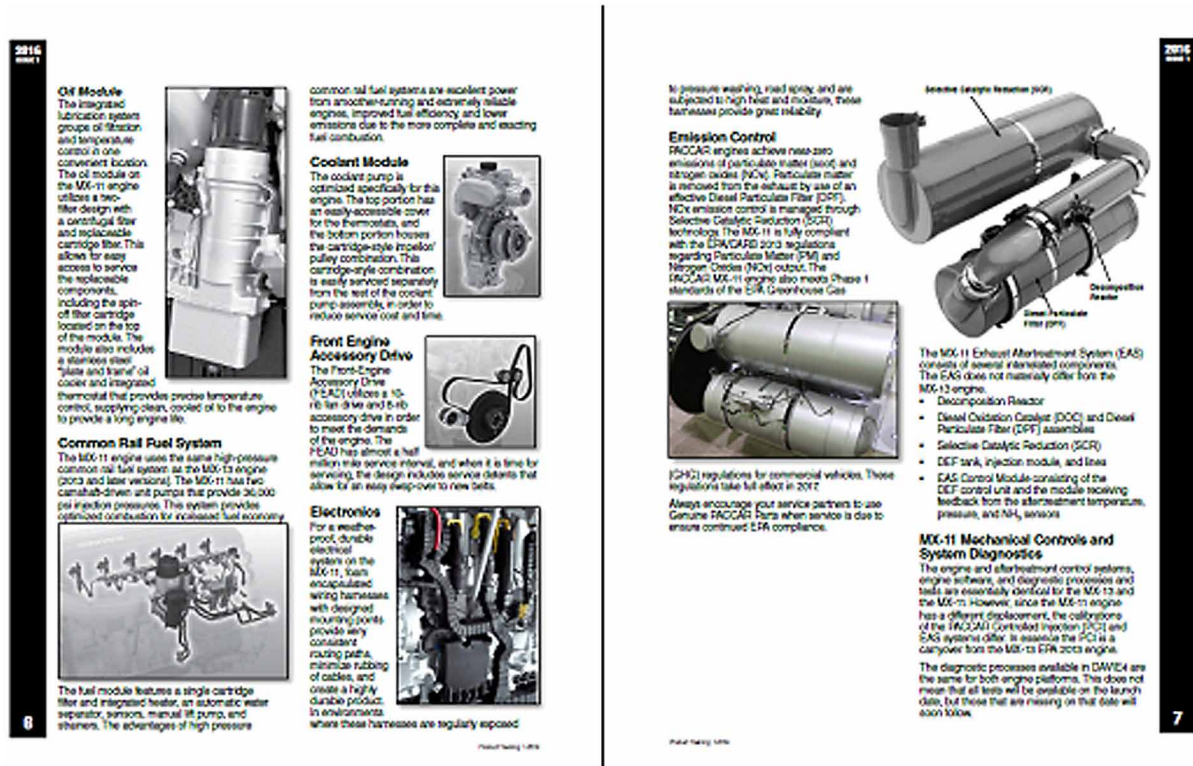 2016
ISSUE 1
Oil Module
The integrated
lubrication system
groups oil filtration
and temperature
control in one
convenient location.
The oil module on
the MX-11 engine
utilizes a two-
filter design with
a centrifugal filter
and replaceable
cartridge filter. This
allows for easy
access to service
the replaceable
components,
including the spin-
off filter cartridge
located on the top
of the module. The
module also includes
a stainless steel
"plate and frame" oil
cooler and integrated
thermostat that provides precise temperature
control, supplying clean, cooled oil to the engine
to provide a long engine life.
Common Rail Fuel System
The MX-11 engine uses the same high-pressure
common rail fuel system as the MX-13 engine
(2013 and later versions). The MX-11 has two
camshaft-driven unit pumps that provide 36,000
psi injection pressures. This system provides
optimized combustion for increased fuel economy
The fuel module features a single cartridge
filter and integrated heater, an automatic water
separator, sensors, manual lift pump, and
strainers. The advantages of high pressure
6
common rail fuel systems are excellent power
from smoother-running and extremely reliable
engines, improved fuel efficiency, and lower
emissions due to the more complete and exacting
fuel combustion.
Coolant Module
The coolant pump is
optimized specifically for this
engine. The top portion has
an easily-accessible cover
for the thermostats, and
the bottom portion houses
the cartridge-style impellor/
pulley combination. This
cartridge-style combination
is easily serviced separately
from the rest of the coolant
pump assembly, in order to
reduce service cost and time.
Front Engine
Accessory Drive
The Front-Engine
Accessory Drive
(FEAD) utilizes a 10-
rib fan drive and 8-rib
accessory drive in order
to meet the demands
of the engine. The
FEAD has almost a half
million mile service interval, and when it is time for
servicing, the design includes service detents that
allow for an easy swap-over to new belts.
Electronics
For a weather-
proof, durable
electrical
system on the
MX-11, foam
encapsulated
wiring harnesses
with designed
mounting points
provide very
consistent
routing paths,
minimize rubbing
of cables, and
create a highly
durable product.
In environments
where these harnesses are regularly exposed
Product Training
2016
ISSUE 1
to pressure washing, road spray, and are
subjected to high heat and moisture, these
harnesses provide great reliability.
Emission Control
PACCAR engines achieve near-zero
emissions of particulate matter (soot) and
nitrogen oxides (NOx). Particulate matter
is removed from the exhaust by use of an
effective Diesel Particulate Filter (DPF).
NOx emission control is managed through
Selective Catalytic Reduction (SCR)
technology. The MX-11 is fully compliant
with the EPA/CARB 2013 regulations
regarding Particulate Matter (PM) and
Nitrogen Oxides (NOx) output. The
PACCAR MX-11 engine also meets Phase 1
standards of the EPA Greenhouse Gas
(GHG) regulations for commercial vehicles. These
regulations take full effect in 2017.
Always encourage your service partners to use
Genuine PACCAR Parts when service is due to
ensure continued EPA compliance.
Selective Catalytic Reduction (SCR)
Decomposition
Reactor
Diesel Particulate
Filter (DPF)
The MX-11 Exhaust Aftertreatment System (EAS)
consists of several interrelated components.
The EAS does not materially differ from the
MX-13 engine.
• Decomposition Reactor
• Diesel Oxidation Catalyst (DOC) and Diesel
Particulate Filter (DPF) assemblies
• Selective Catalytic Reduction (SCR)
• DEF tank, injection module, and lines
• EAS Control Module consisting of the
DEF control unit and the module receiving
feedback from the aftertreatment temperature,
pressure, and NH₃ sensors
MX-11 Mechanical Controls and
System Diagnostics
The engine and aftertreatment control systems,
engine software, and diagnostic processes and
tests are essentially identical for the MX-13 and
the MX-11. However, since the MX-11 engine
has a different displacement, the calibrations
of the PACCAR Controlled Injection (PCI) and
EAS systems differ. In essence the PCI is a
carryover from the MX-13 EPA 2013 engine.
The diagnostic processes available in DAVIE4 are
the same for both engine platforms. This does not
mean that all tests will be available on the launch
date, but those that are missing on that date will
soon follow.
Product Training
7